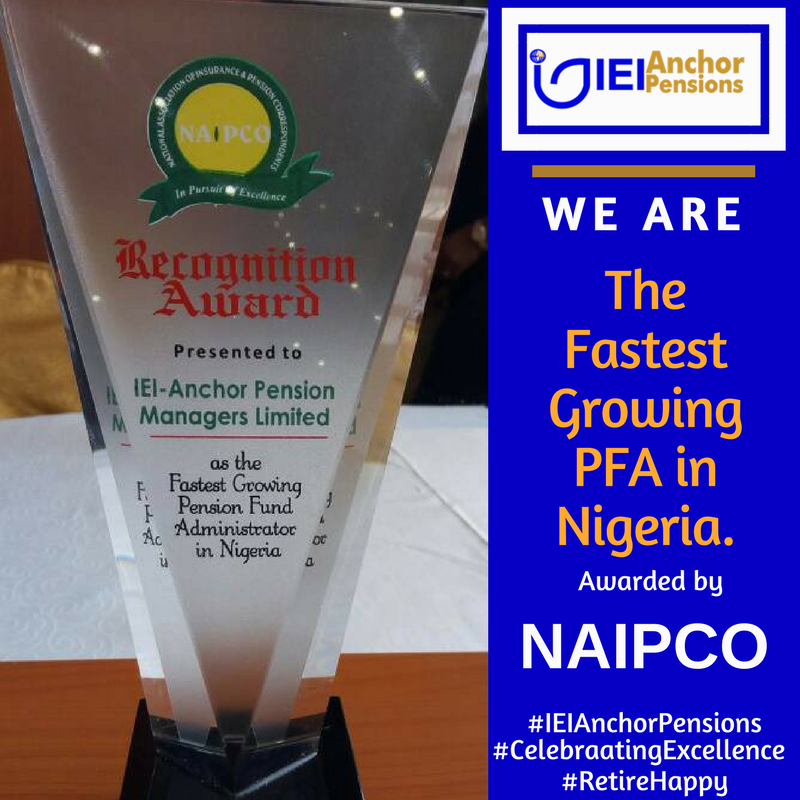 NATIONAL ASSOCIATION OF INSURANCE & PENSION CORRESPONDENTS
NAIPCO
In Pursuit of Excellence
Recognition
Award
Presented to
IEI-Anchor Pension
Managers Limited
as the
Fastest Growing
Pension Fund
Administrator
in Nigeria
IEI Anchor
Pensions
WE ARE
The
Fastest
Growing
PFA in
Nigeria.
Awarded by
NAIPCO
#IEIAnchorPensions
#CelebraatingExcellence
#RetireHappy